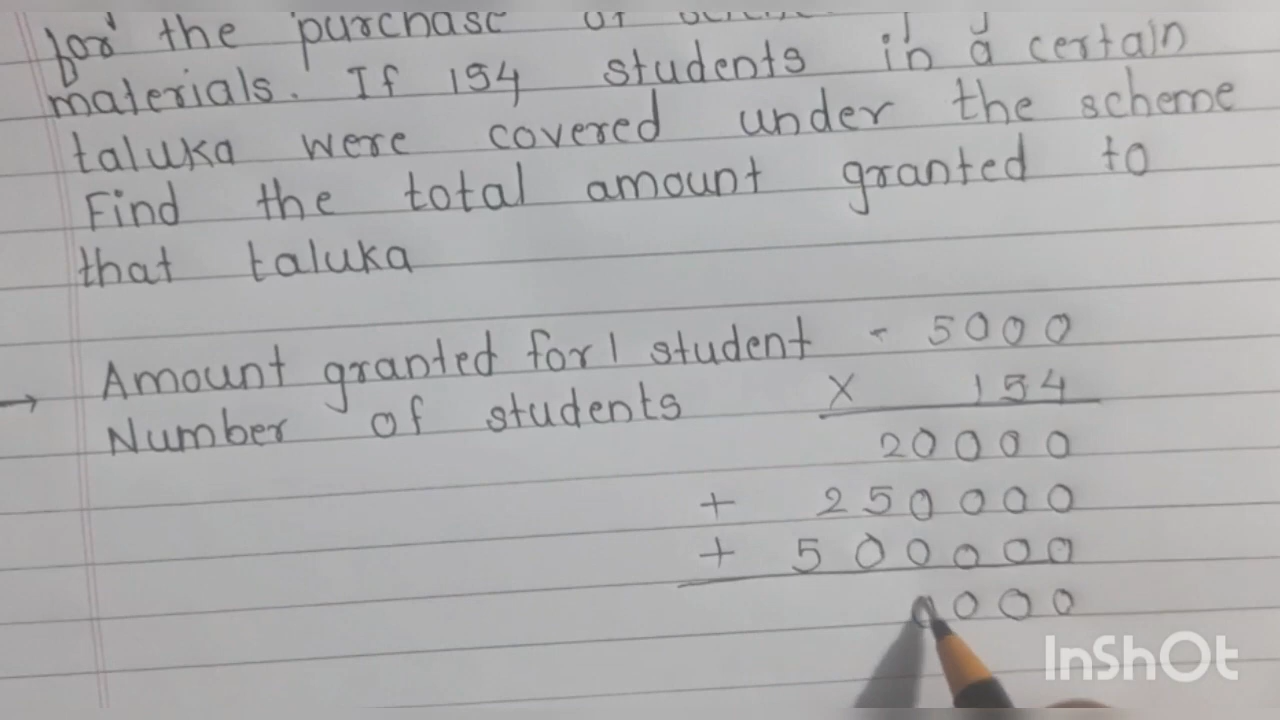 for the purchase of
materials. If 154 students in a certain
taluka were covered under the scheme
Find the total amount granted to
that taluka
→ Amount granted for 1 student - 5000
Number of students × 154
20000
+ 250000
+ 500000
0000
InShOt